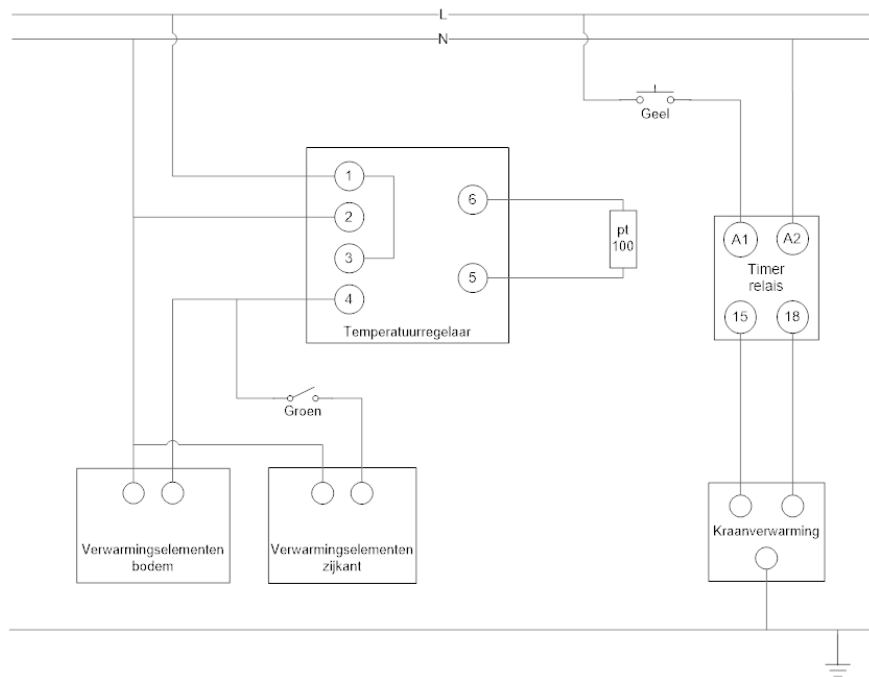 L
N
Geel
1
2
3
4
6
5
Temperatuurregelaar
pt
100
A1
A2
Timer
relais
15
18
Groen
Verwarmingselementen
bodem
Verwarmingselementen
zijkant
Kraanverwarming